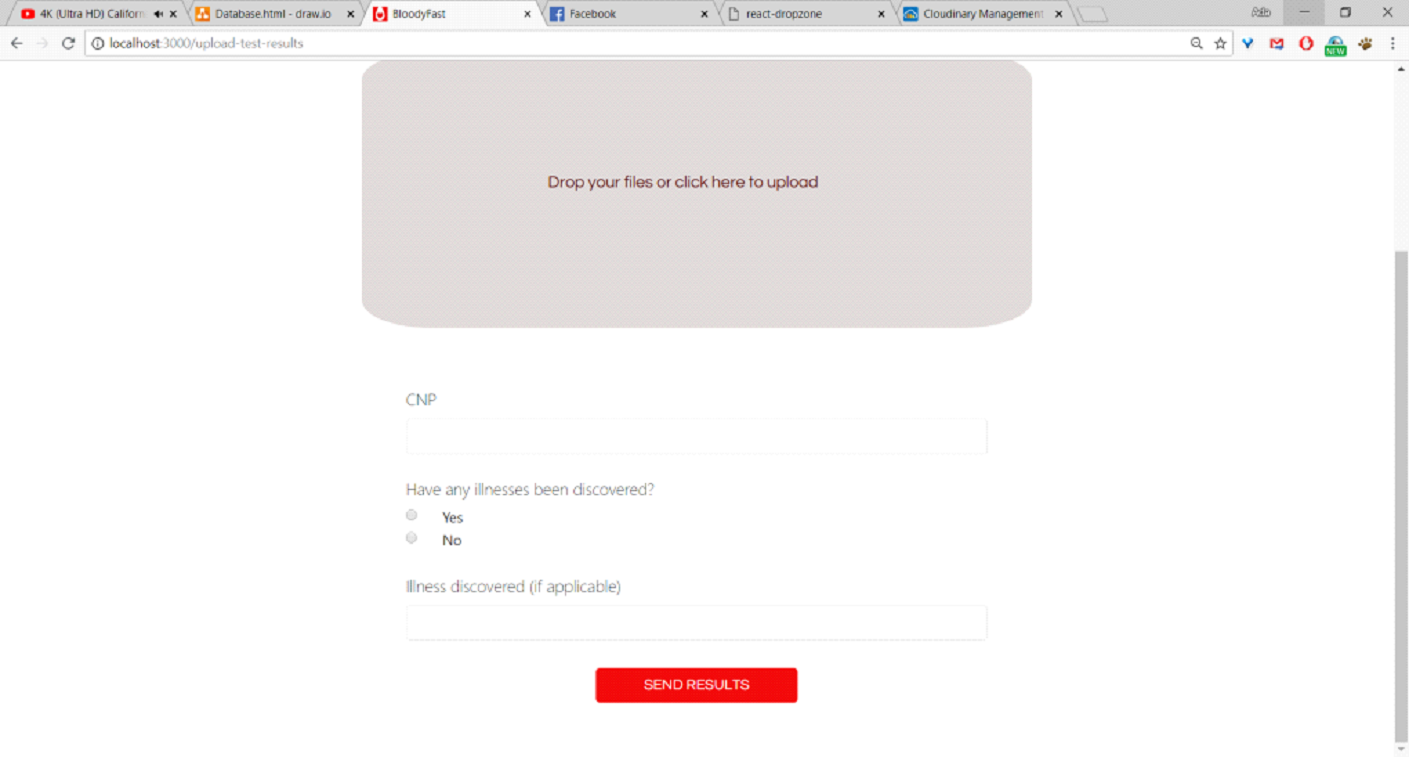 4K (Ultra HD) Californ
Database.html - draw.io
BloodyFast
Facebook
react-dropzone
Cloudinary Management
localhost:3000/upload-test-results
NEW
Drop your files or click here to upload
CNP
Have any illnesses been discovered?
Yes
No
Illness discovered (if applicable)
SEND RESULTS